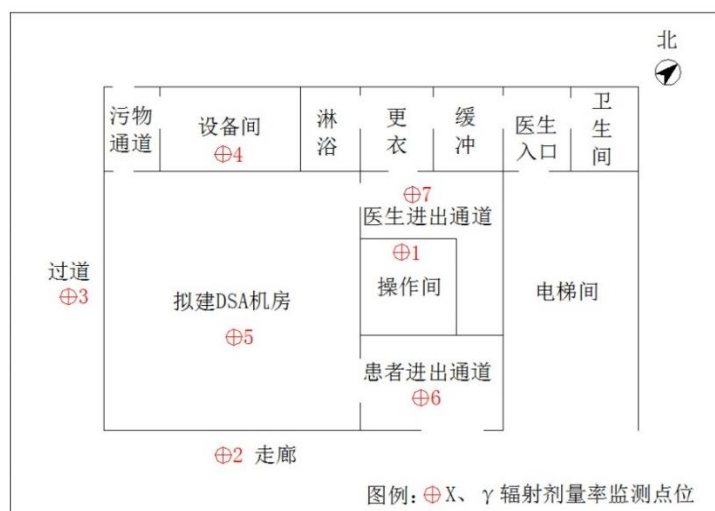 北
污物
通道
设备间
⊕4
淋
浴
更
衣
缓
冲
医生
入口
卫
生
间
⊕7
医生进出通道
⊕1
操作间
过道
⊕3
拟建DSA机房
⊕5
电梯间
患者进出通道
⊕6
⊕2 走廊
图例：⊕X、γ辐射剂量率监测点位